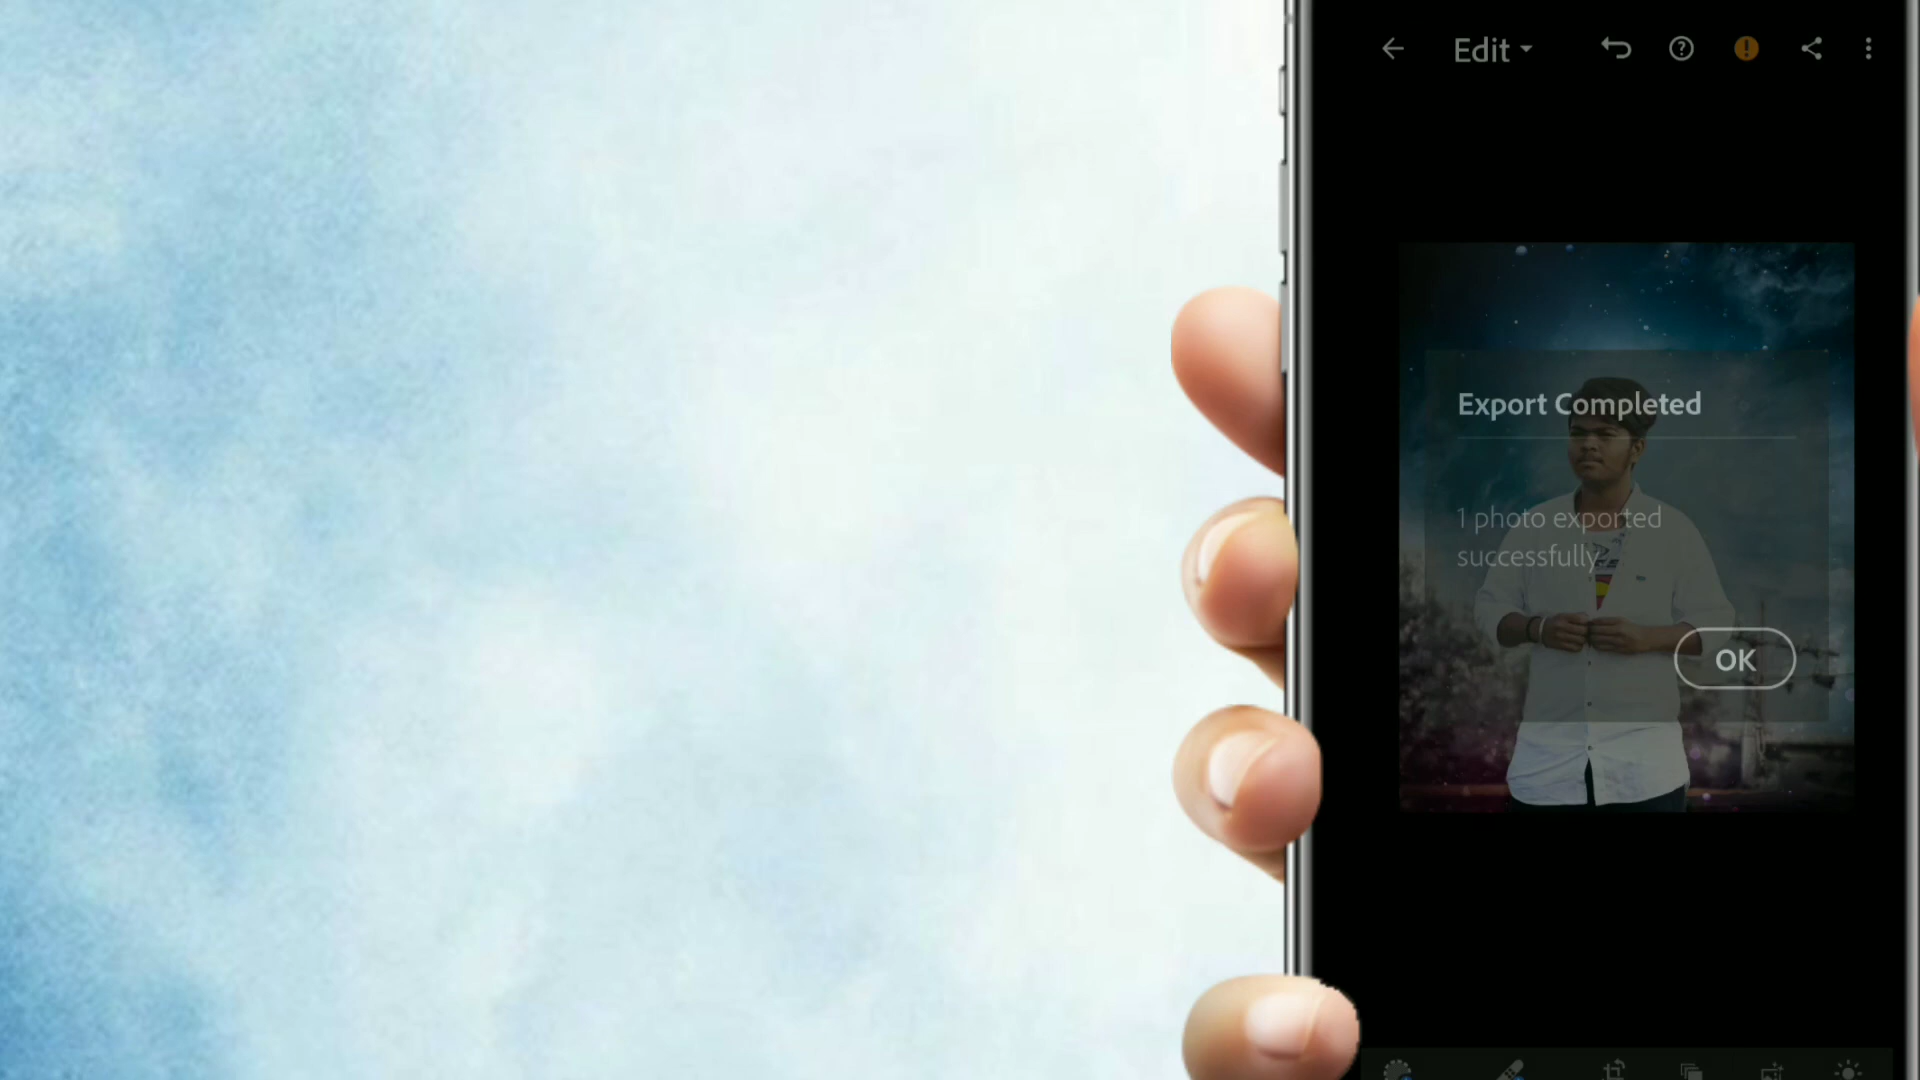 Edit
Export Completed
1 photo exported
successfully.
OK